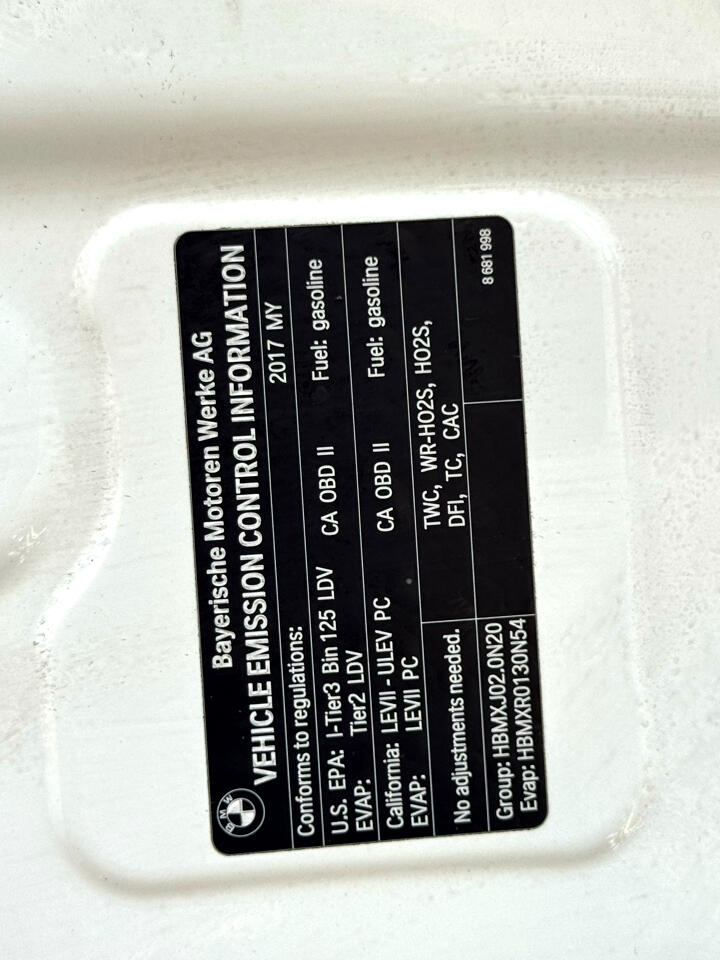 BMW
Bayerische Motoren Werke AG
VEHICLE EMISSION CONTROL INFORMATION
Conforms to regulations: 2017 MY
U.S. EPA: I-Tier3 Bin 125 LDV CA OBD II Fuel: gasoline
EVAP: Tier2 LDV
California: LEVII - ULEV PC CA OBD II Fuel: gasoline
EVAP: LEVII PC
No adjustments needed. TWC, WR-HO2S, HO2S,
DFI, TC, CAC
Group: HBMXJ02.0N20 8 681 998
Evap: HBMXR0130N54